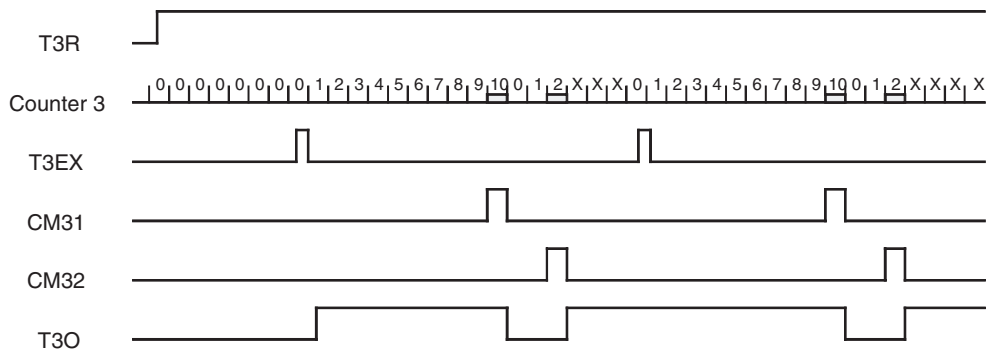 T3R
Counter 3 0 0 0 0 0 0 0 0 1 2 3 4 5 6 7 8 9 10 0 1 2 X X X 0 1 2 3 4 5 6 7 8 9 10 0 1 2 X X X X
T3EX
CM31
CM32
T3O